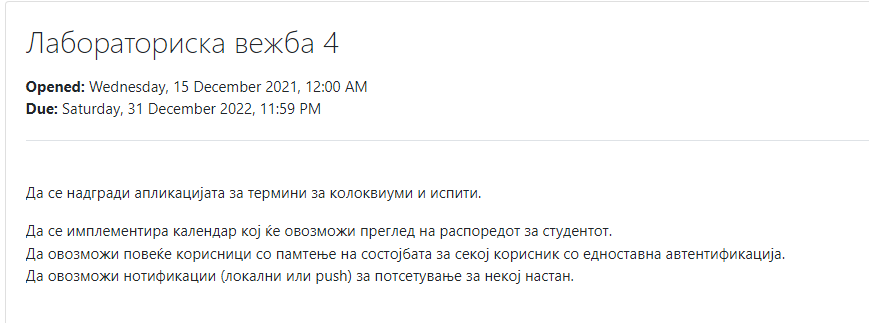 Лабораториска вежба 4
Opened: Wednesday, 15 December 2021, 12:00 AM
Due: Saturday, 31 December 2022, 11:59 PM
Да се надгради апликацијата за термини за колоквиуми и испити.
Да се имплементира календар кој ќе овозможи преглед на распоредот за студентот.
Да овозможи повеќе корисници со памтење на состојбата за секој корисник со едноставна автентификација.
Да овозможи нотификации (локални или push) за потсетување за некој настан.